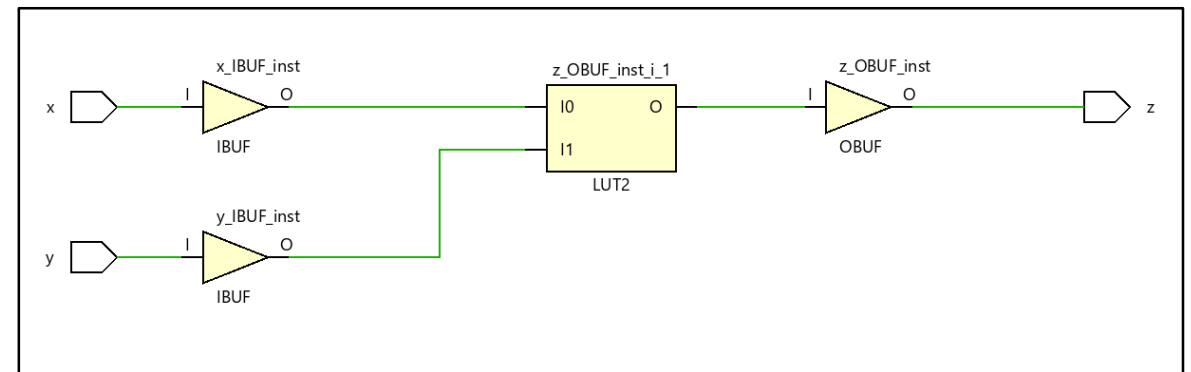 x_IBUF_inst
z_OBUF_inst_i_1
z_OBUF_inst
x I O I0 O I O z
IBUF
I1
OBUF
LUT2
y_IBUF_inst
y I O
IBUF